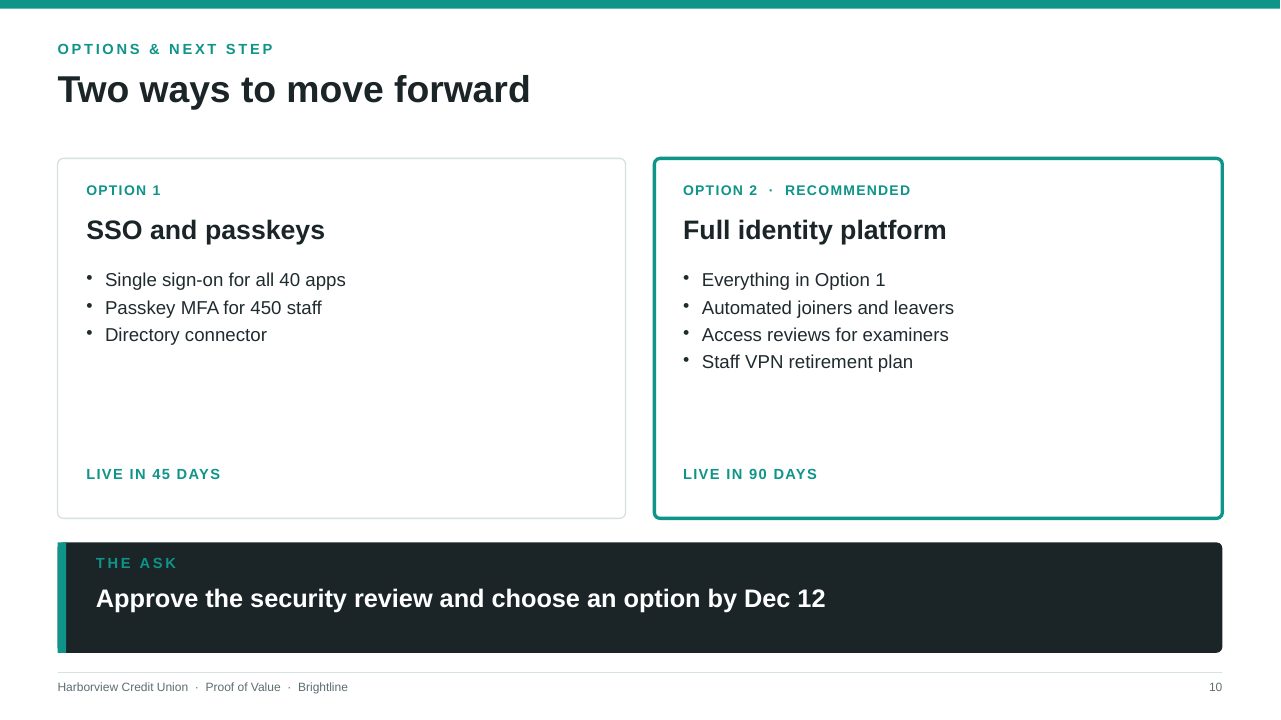 OPTIONS & NEXT STEP
Two ways to move forward
OPTION 1
SSO and passkeys
• Single sign-on for all 40 apps
• Passkey MFA for 450 staff
• Directory connector
LIVE IN 45 DAYS
OPTION 2 · RECOMMENDED
Full identity platform
• Everything in Option 1
• Automated joiners and leavers
• Access reviews for examiners
• Staff VPN retirement plan
LIVE IN 90 DAYS
THE ASK
Approve the security review and choose an option by Dec 12
Harborview Credit Union · Proof of Value · Brightline
10